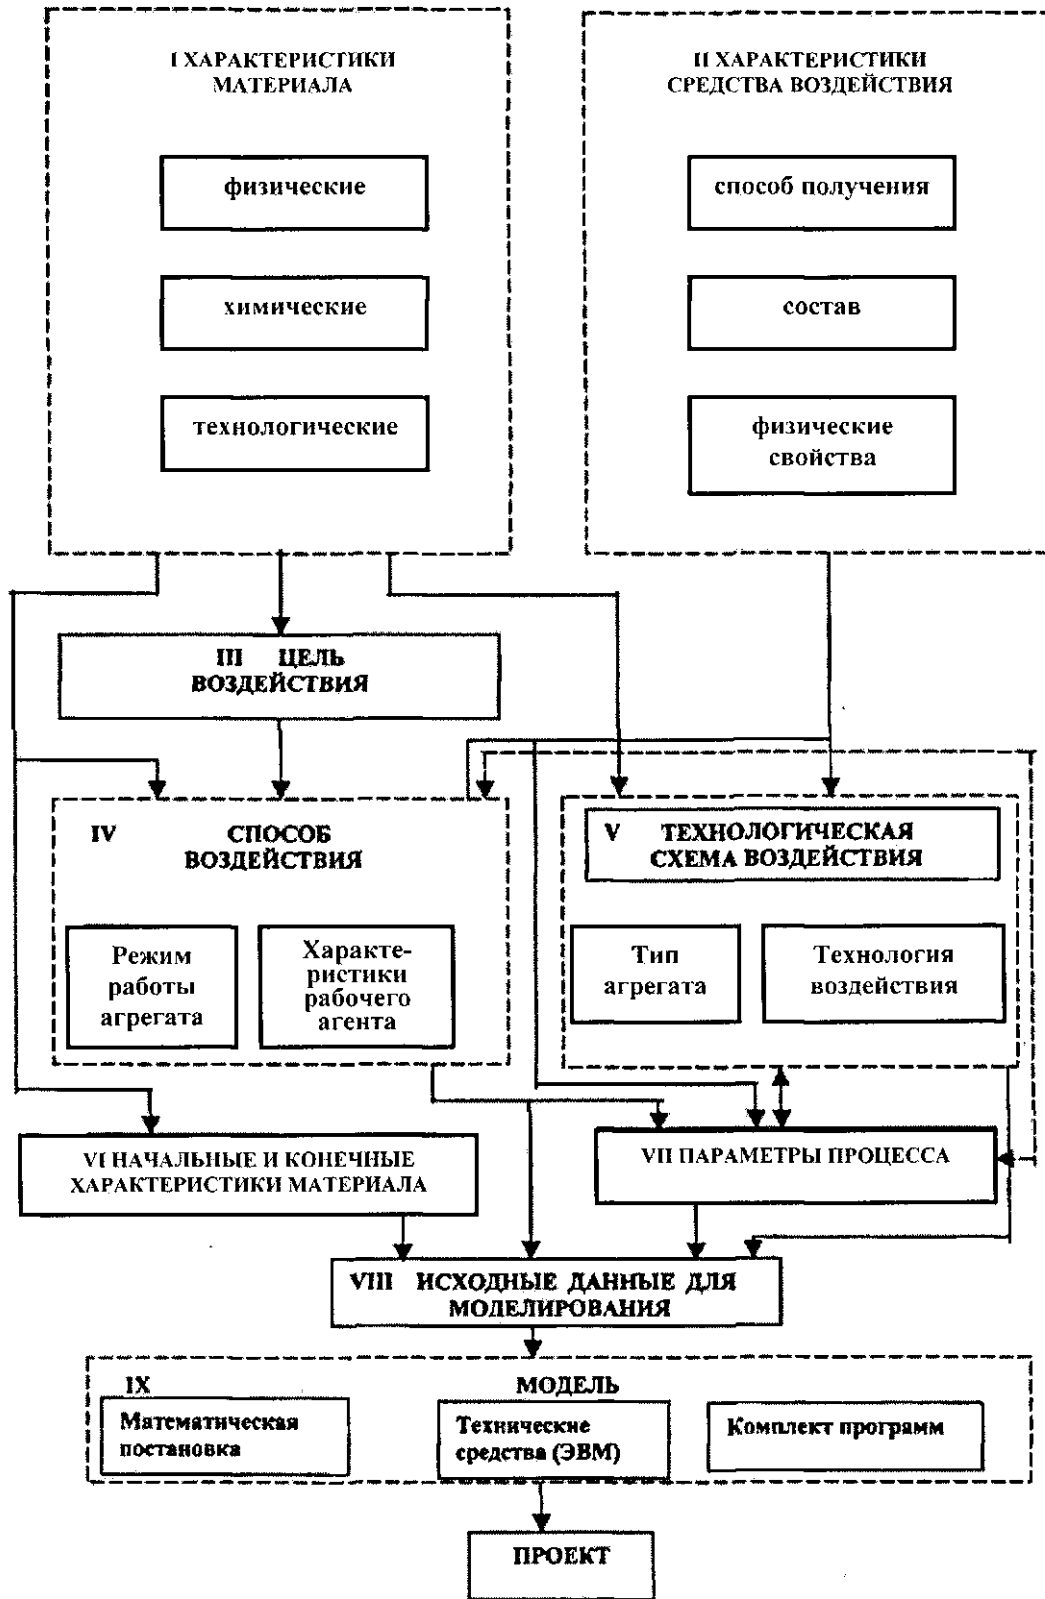 I ХАРАКТЕРИСТИКИ
МАТЕРИАЛА
физические
химические
технологические
II ХАРАКТЕРИСТИКИ
СРЕДСТВА ВОЗДЕЙСТВИЯ
способ получения
состав
физические
свойства
III ЦЕЛЬ
ВОЗДЕЙСТВИЯ
IV СПОСОБ
ВОЗДЕЙСТВИЯ
Режим
работы
агрегата
Характе-
ристики
рабочего
агента
V ТЕХНОЛОГИЧЕСКАЯ
СХЕМА ВОЗДЕЙСТВИЯ
Тип
агрегата
Технология
воздействия
VI НАЧАЛЬНЫЕ И КОНЕЧНЫЕ
ХАРАКТЕРИСТИКИ МАТЕРИАЛА
VII ПАРАМЕТРЫ ПРОЦЕССА
VIII ИСХОДНЫЕ ДАННЫЕ ДЛЯ
МОДЕЛИРОВАНИЯ
IX МОДЕЛЬ
Математическая
постановка
Технические
средства (ЭВМ)
Комплект программ
ПРОЕКТ